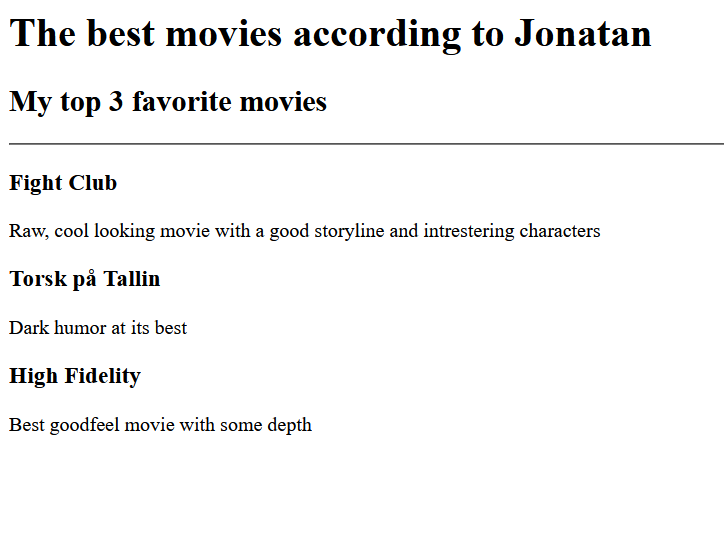 The best movies according to Jonatan
My top 3 favorite movies
Fight Club
Raw, cool looking movie with a good storyline and intrestering characters
Torsk på Tallin
Dark humor at its best
High Fidelity
Best goodfeel movie with some depth